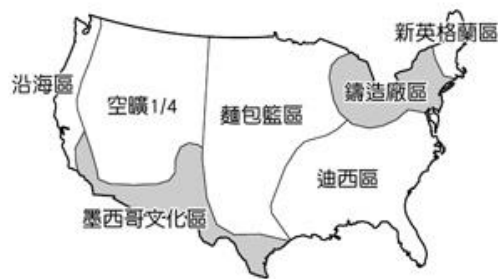 新英格蘭區
沿海區
空曠1/4
麵包籃區
鑄造廠區
迪西區
墨西哥文化區